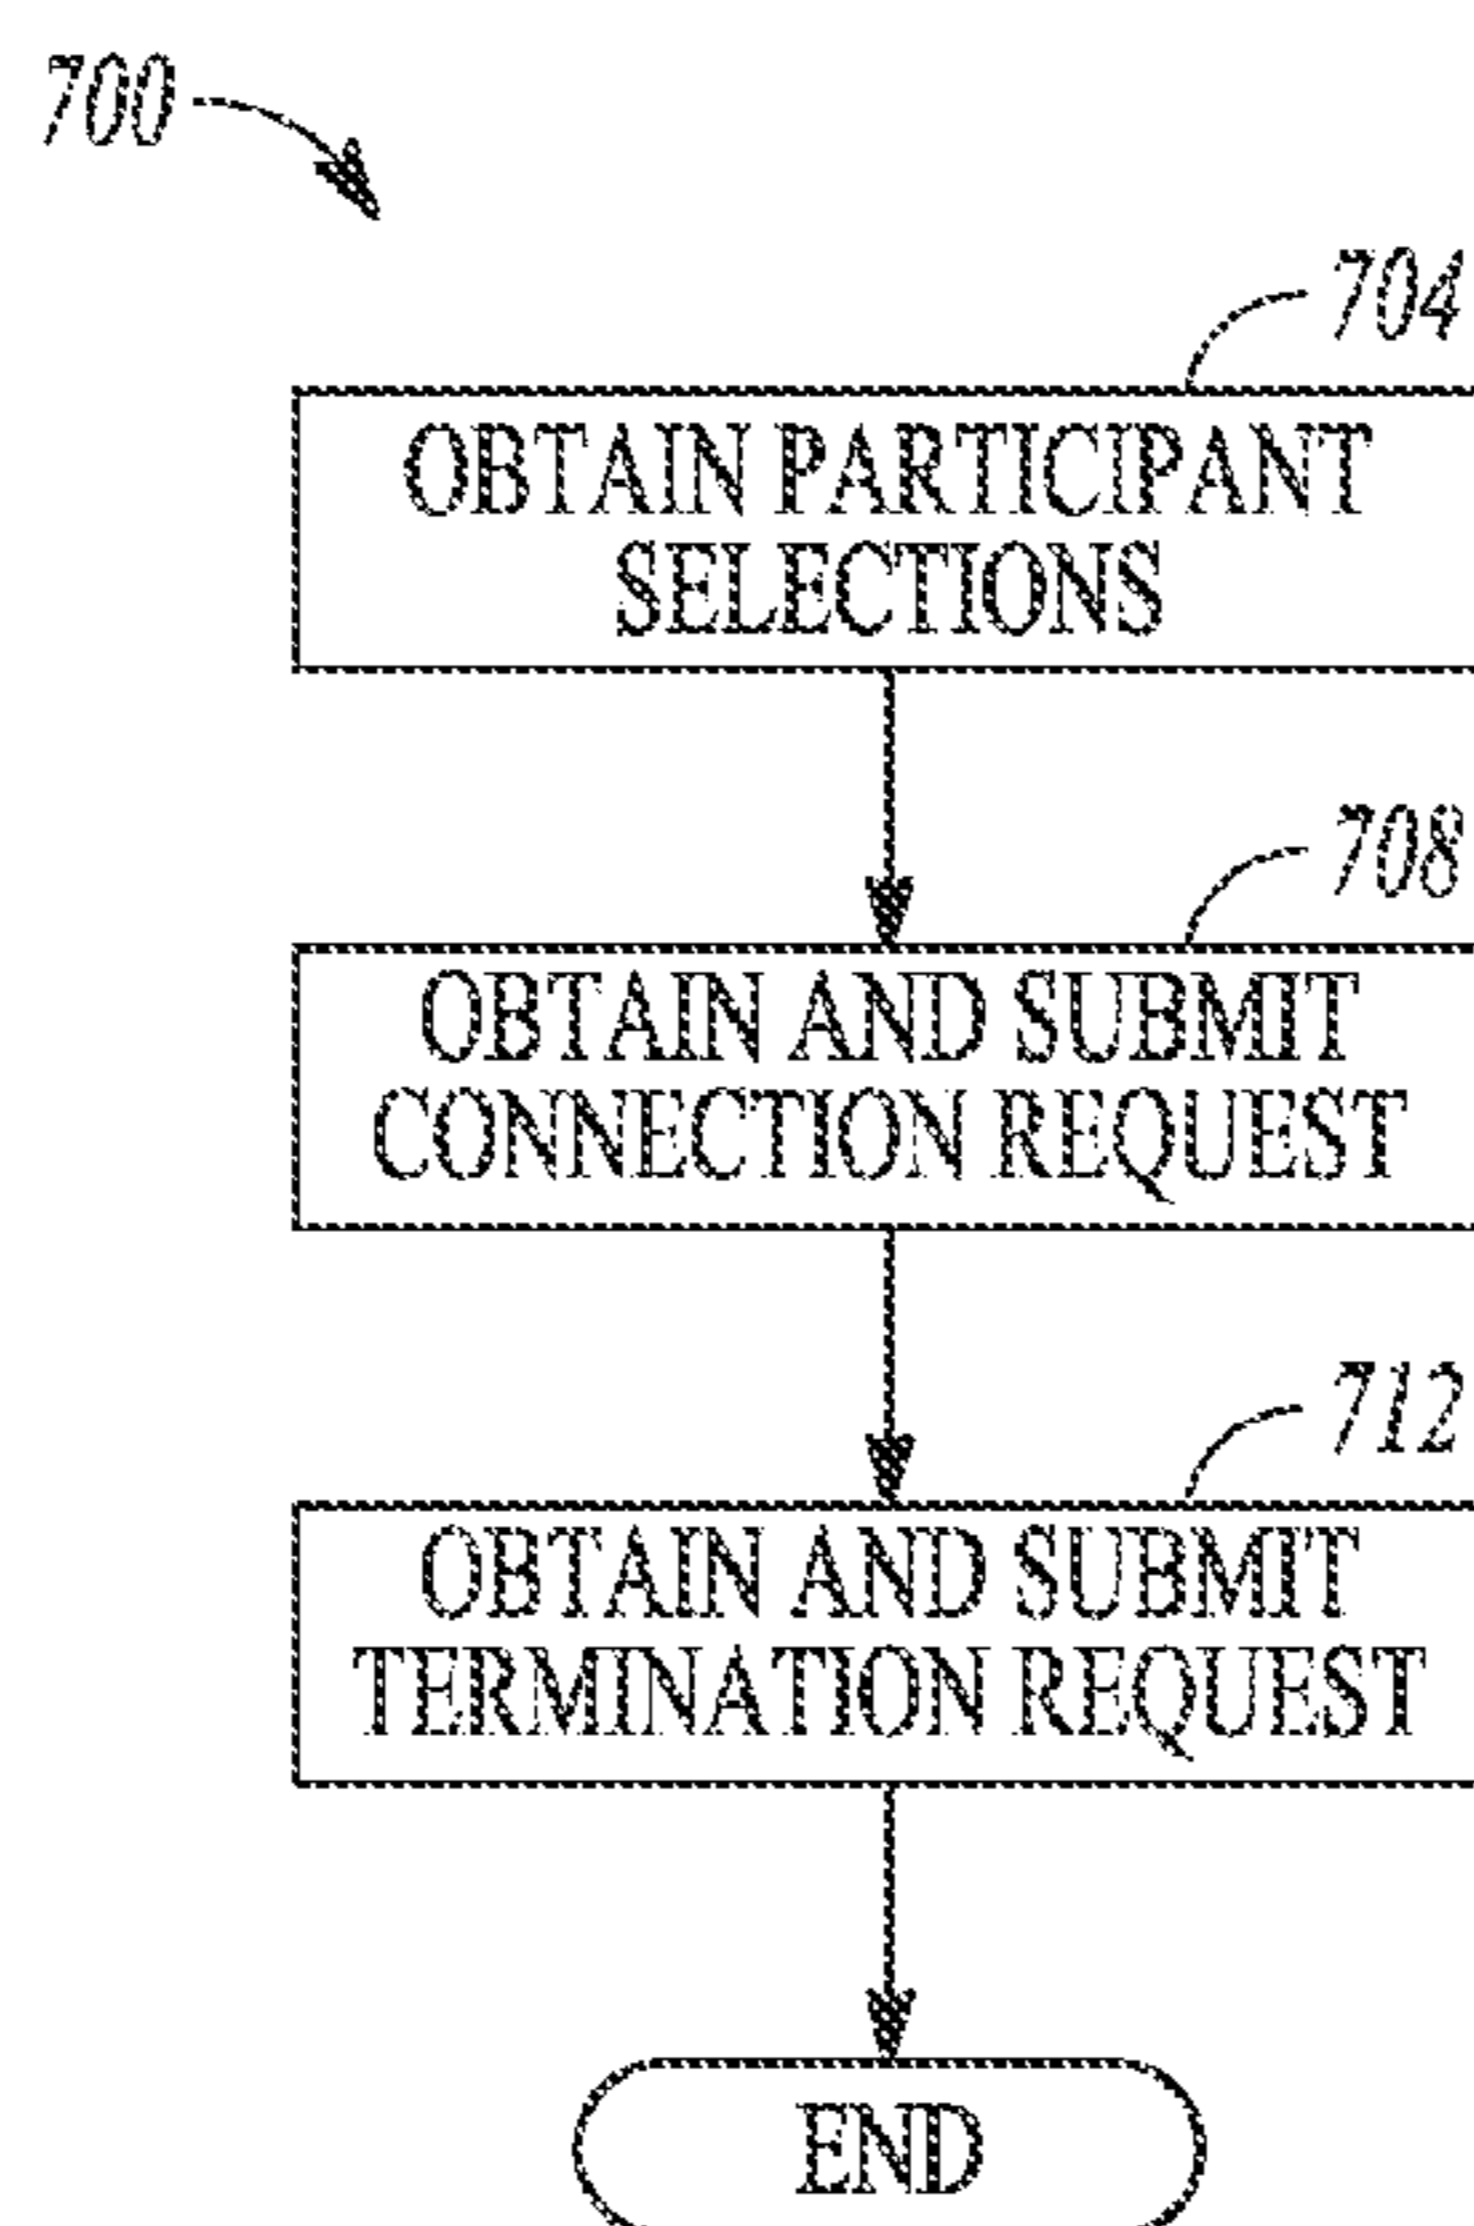 700
704
OBTAIN PARTICIPANT
SELECTIONS
708
OBTAIN AND SUBMIT
CONNECTION REQUEST
712
OBTAIN AND SUBMIT
TERMINATION REQUEST
END